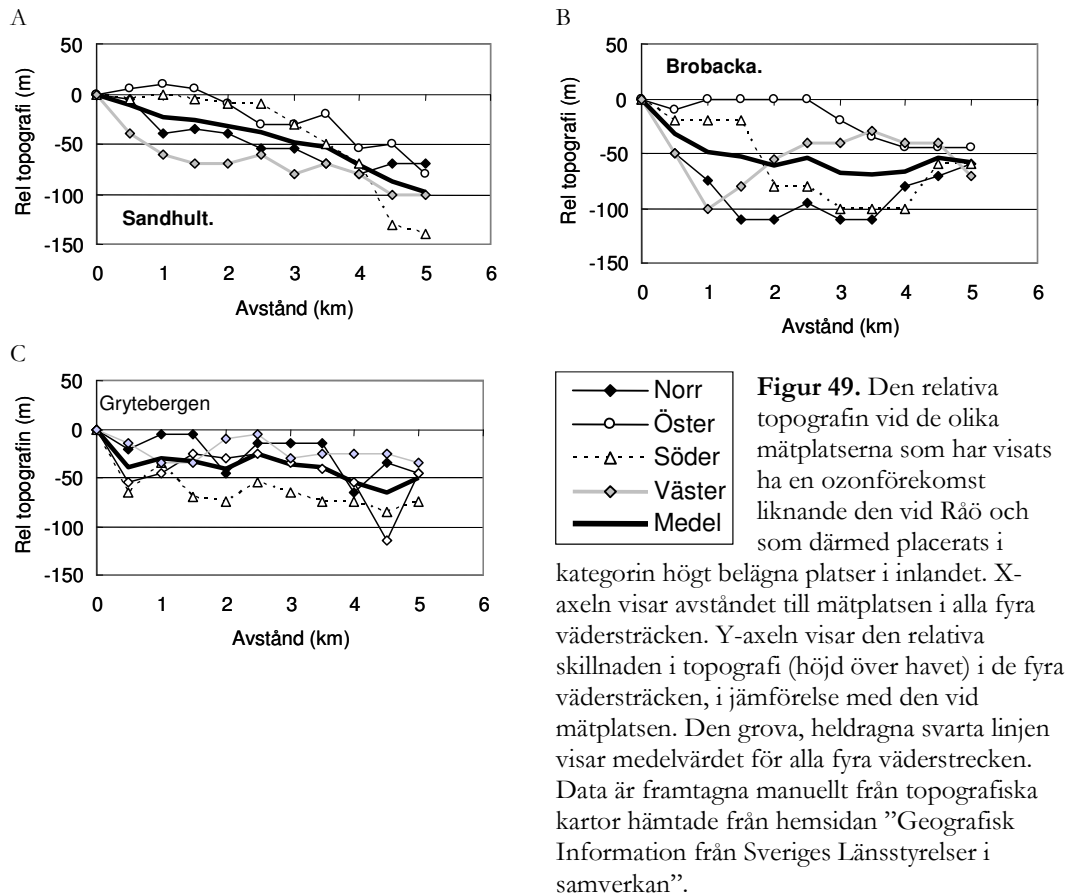 A
50
0
-50
-100
-150
Rel topografi (m)
Sandhult.
0 1 2 3 4 5 6
Avstånd (km)
B
50
0
-50
-100
-150
Rel topografi (m)
Brobacka.
0 1 2 3 4 5 6
Avstånd (km)
C
50
0
-50
-100
-150
Rel topografin (m)
Grytebergen
0 1 2 3 4 5 6
Avstånd (km)
Norr
Öster
Söder
Väster
Medel
Figur 49. Den relativa
topografin vid de olika
mätplatserna som har visats
ha en ozonförekomst
liknande den vid Råö och
som därmed placerats i
kategorin högt belägna platser i inlandet. X-
axeln visar avståndet till mätplatsen i alla fyra
vädersträcken. Y-axeln visar den relativa
skillnaden i topografi (höjd över havet) i de fyra
vädersträcken, i jämförelse med den vid
mätplatsen. Den grova, heldragna svarta linjen
visar medelvärdet för alla fyra väderstrecken.
Data är framtagna manuellt från topografiska
kartor hämtade från hemsidan ”Geografisk
Information från Sveriges Länsstyrelser i
samverkan”.